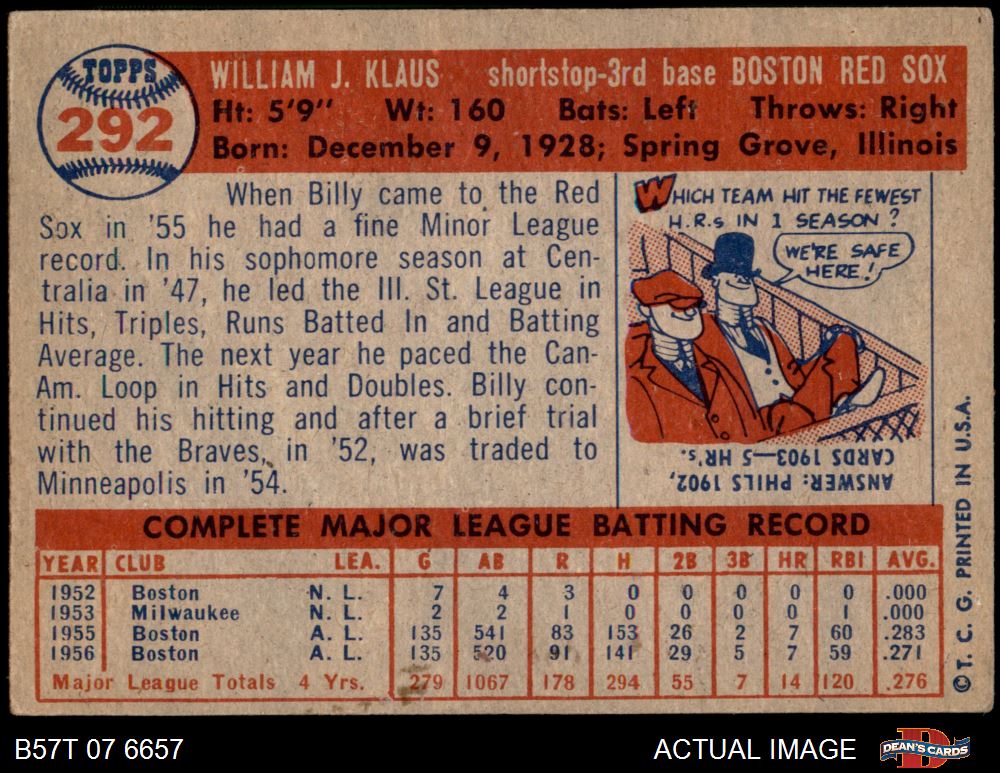 TOPPS
292
WILLIAM J. KLAUS shortstop-3rd base BOSTON RED SOX
Ht: 5'9" Wt: 160 Bats: Left Throws: Right
Born: December 9, 1928; Spring Grove, Illinois
When Billy came to the Red
Sox in '55 he had a fine Minor League
record. In his sophomore season at Cen-
tralia in '47, he led the Ill. St. League in
Hits, Triples, Runs Batted In and Batting
Average. The next year he paced the Can-
Am. Loop in Hits and Doubles. Billy con-
tinued his hitting and after a brief trial
with the Braves, in '52, was traded to
Minneapolis in '54.
WHICH TEAM HIT THE FEWEST
H.R.s IN 1 SEASON?
WE'RE SAFE
HERE!
ANSWER: PHILS 1902,
CARDS 1903—5 HR's.
COMPLETE MAJOR LEAGUE BATTING RECORD
YEAR CLUB LEA. G AB R H 2B 3B HR RBI AVG.
1952 Boston N. L. 7 4 3 0 0 0 0 0 .000
1953 Milwaukee N. L. 2 2 1 0 0 0 0 1 .000
1955 Boston A. L. 135 541 83 153 26 2 7 60 .283
1956 Boston A. L. 135 520 91 141 29 5 7 59 .271
Major League Totals 4 Yrs. 279 1067 178 294 55 7 14 120 .276
© T. C. G. PRINTED IN U.S.A.
B57T 07 6657 ACTUAL IMAGE DEAN'S CARDS